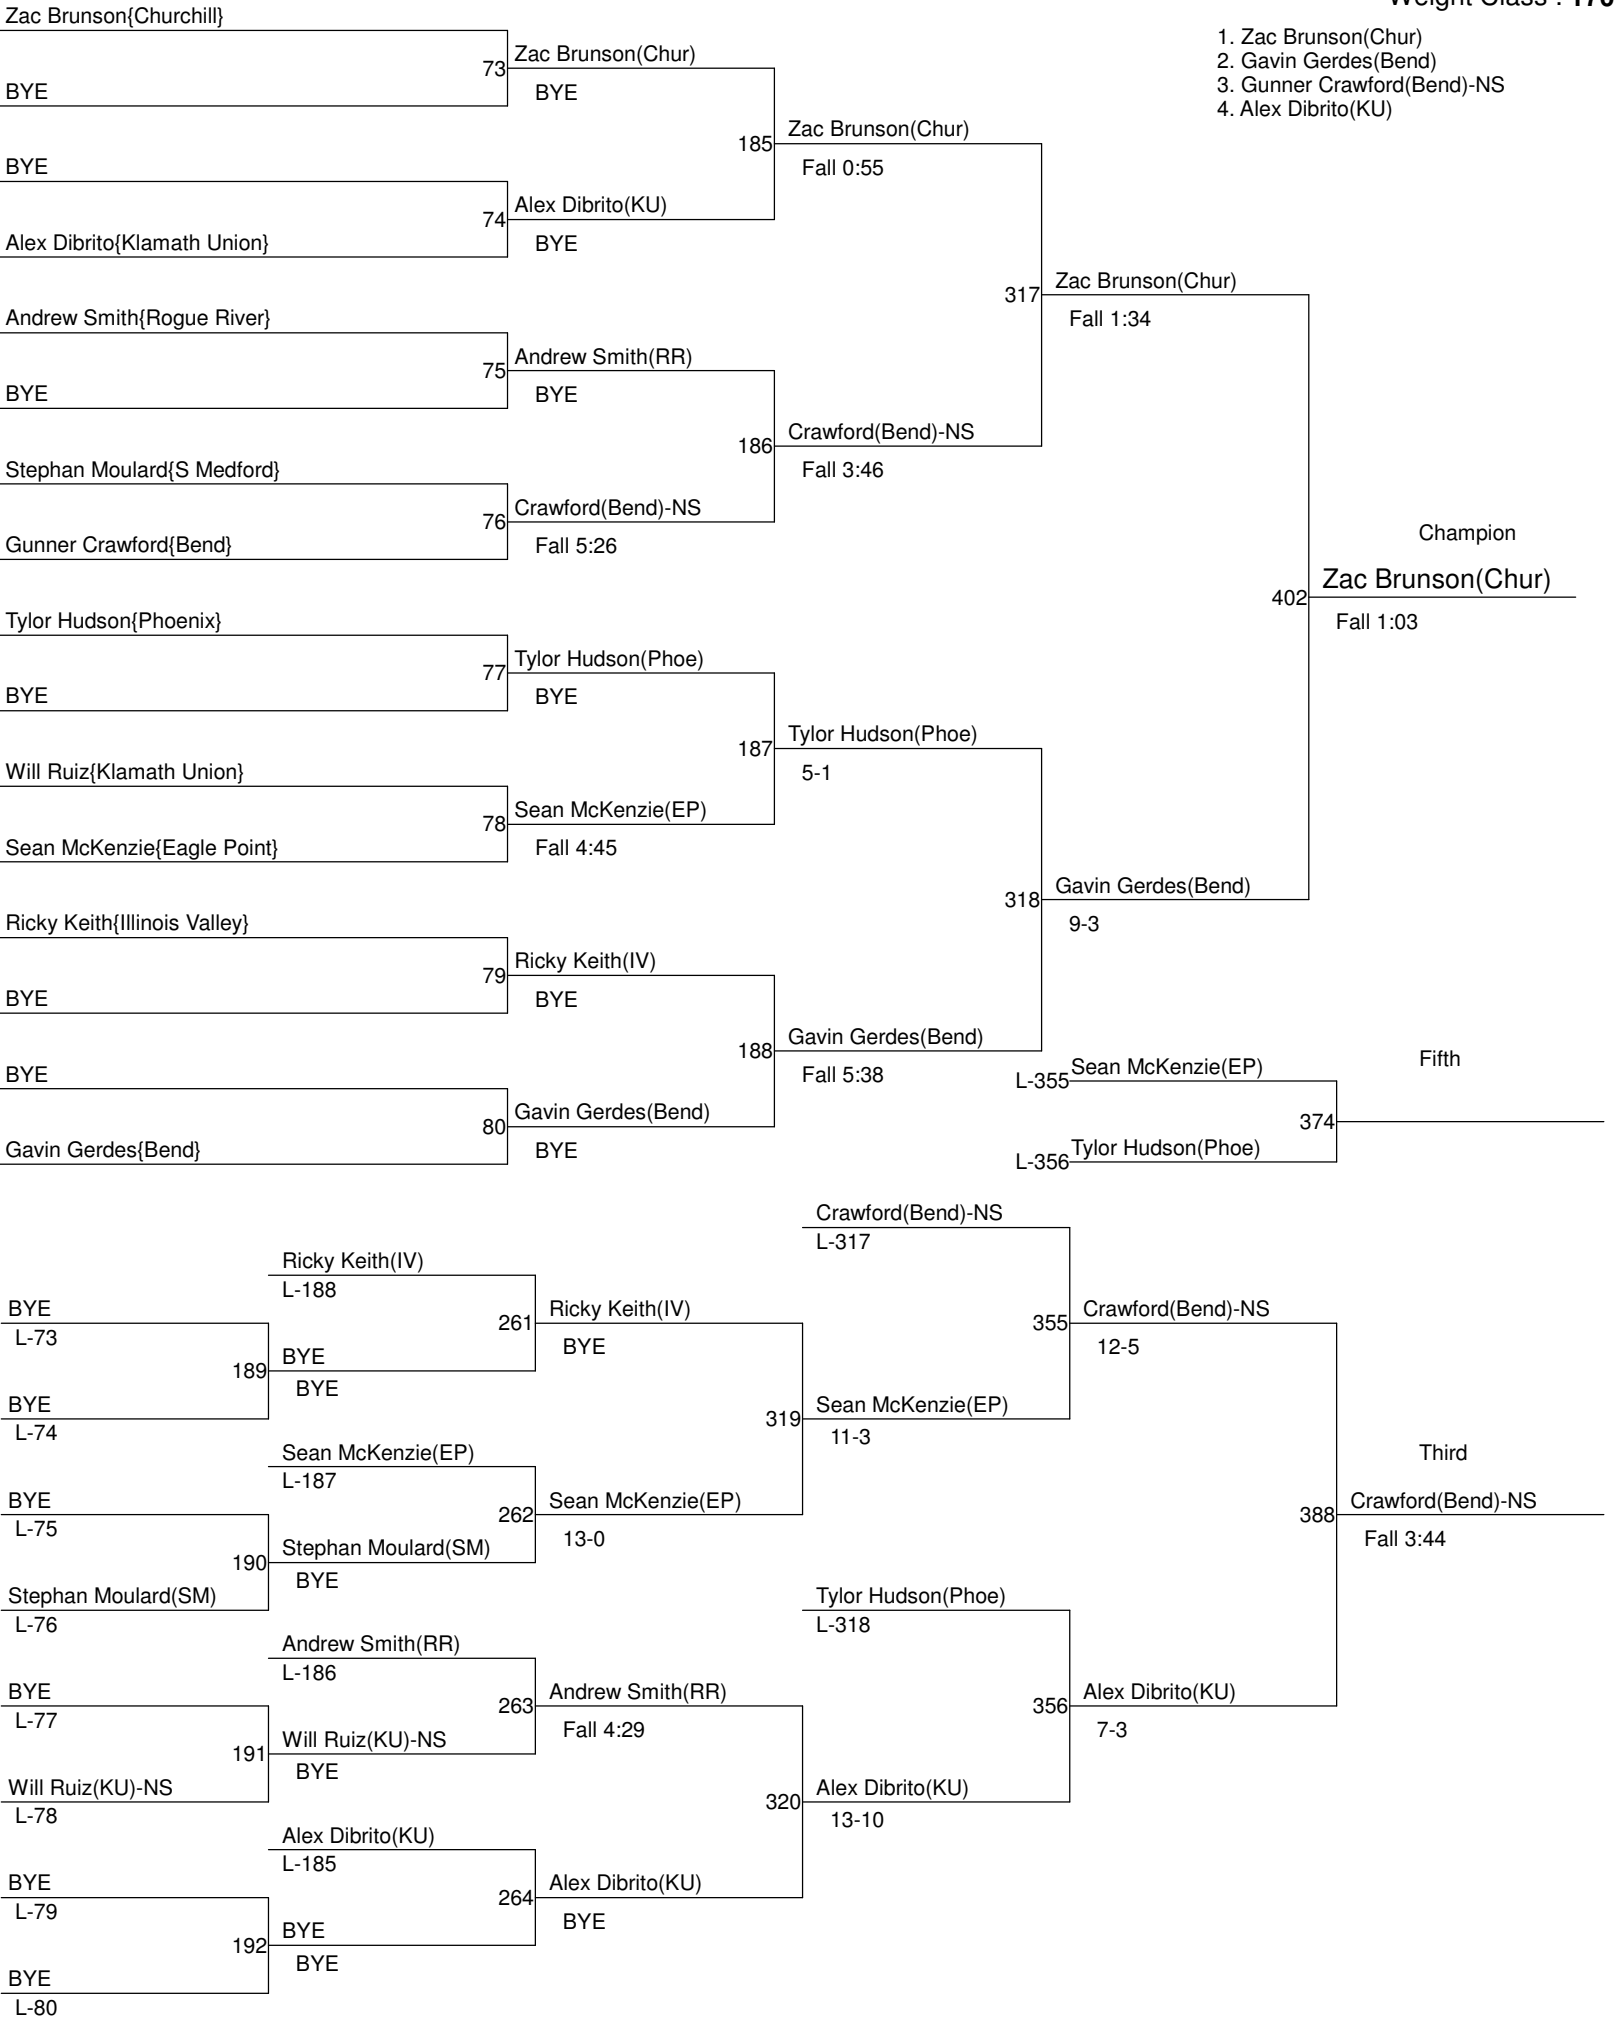 1. Zac Brunson(Chur)
2. Gavin Gerdes(Bend)
3. Gunner Crawford(Bend)-NS
4. Alex Dibrito(KU)
Zac Brunson{Churchill}
73
BYE
BYE
74
Alex Dibrito{Klamath Union}
Andrew Smith{Rogue River}
75
BYE
Stephan Moulard{S Medford}
76
Gunner Crawford{Bend}
Tylor Hudson{Phoenix}
77
BYE
Will Ruiz{Klamath Union}
78
Sean McKenzie{Eagle Point}
Ricky Keith{Illinois Valley}
79
BYE
BYE
80
Gavin Gerdes{Bend}
Zac Brunson(Chur)
BYE
185
Alex Dibrito(KU)
BYE
Andrew Smith(RR)
BYE
186
Crawford(Bend)-NS
Fall 5:26
Tylor Hudson(Phoe)
BYE
187
Sean McKenzie(EP)
Fall 4:45
Ricky Keith(IV)
BYE
188
Gavin Gerdes(Bend)
BYE
Zac Brunson(Chur)
Fall 0:55
317
Crawford(Bend)-NS
Fall 3:46
Tylor Hudson(Phoe)
5-1
318
Gavin Gerdes(Bend)
Fall 5:38
Zac Brunson(Chur)
Fall 1:34
402
Gavin Gerdes(Bend)
9-3
Champion
Zac Brunson(Chur)
Fall 1:03
Fifth
L-355
Sean McKenzie(EP)
374
L-356
Tylor Hudson(Phoe)
BYE
L-73
189
BYE
L-74
BYE
L-75
190
Stephan Moulard(SM)
L-76
BYE
L-77
191
Will Ruiz(KU)-NS
L-78
BYE
L-79
192
BYE
L-80
Ricky Keith(IV)
L-188
261
BYE
BYE
Sean McKenzie(EP)
L-187
262
Stephan Moulard(SM)
BYE
Andrew Smith(RR)
L-186
263
Will Ruiz(KU)-NS
BYE
Alex Dibrito(KU)
L-185
264
BYE
BYE
Ricky Keith(IV)
BYE
319
Sean McKenzie(EP)
13-0
Andrew Smith(RR)
Fall 4:29
320
Alex Dibrito(KU)
BYE
Crawford(Bend)-NS
L-317
355
Sean McKenzie(EP)
11-3
Tylor Hudson(Phoe)
L-318
356
Alex Dibrito(KU)
13-10
Crawford(Bend)-NS
12-5
388
Alex Dibrito(KU)
7-3
Third
Crawford(Bend)-NS
Fall 3:44